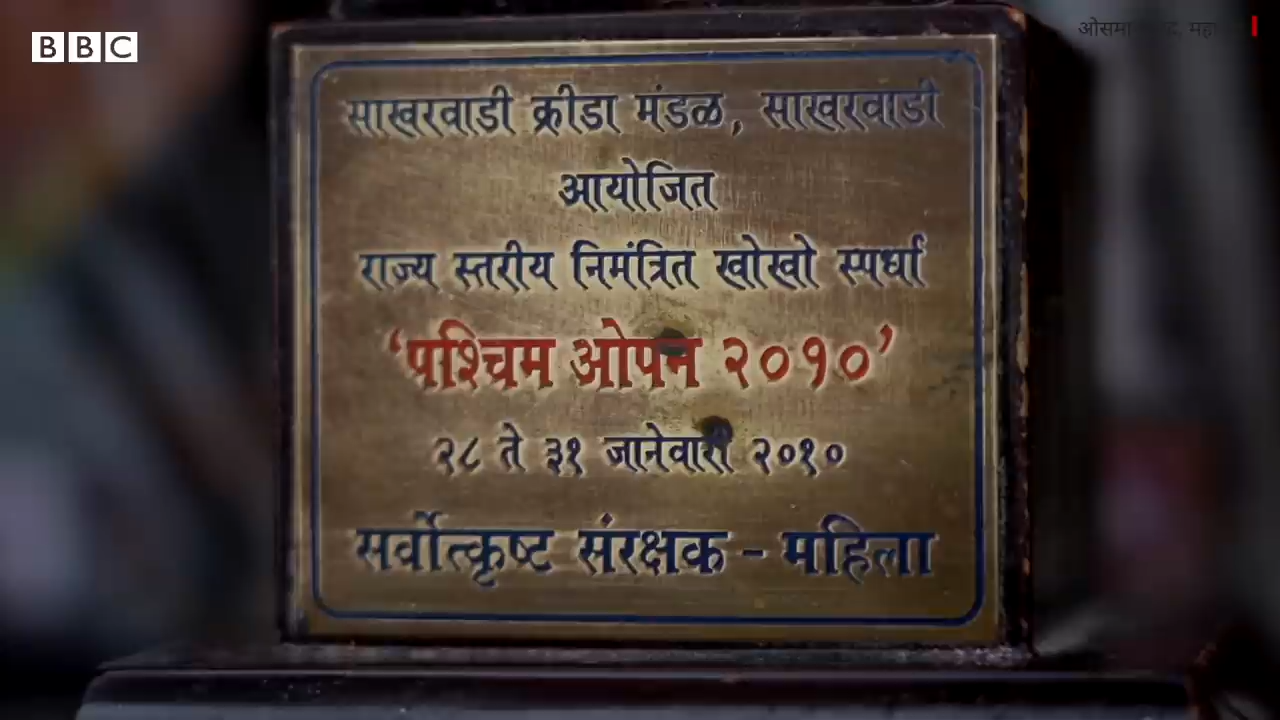 BBC
साखरवाडी क्रीडा मंडळ, साखरवाडी
आयोजित
राज्य स्तरीय निमंत्रित खोखो स्पर्धा
‘पश्चिम ओपन २०१०’
२८ ते ३१ जानेवारी २०१०
सर्वोत्कृष्ट संरक्षक - महिला